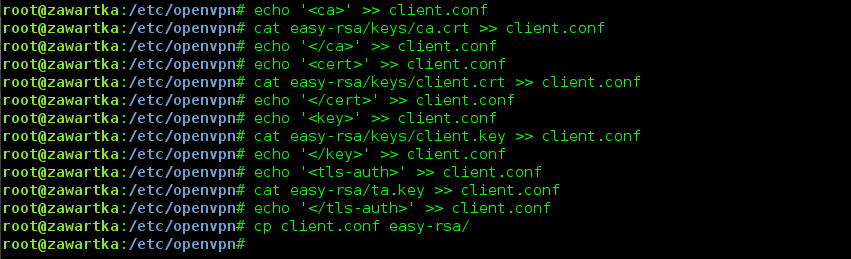 root@zawartka:/etc/openvpn# echo '<ca>' >> client.conf
root@zawartka:/etc/openvpn# cat easy-rsa/keys/ca.crt >> client.conf
root@zawartka:/etc/openvpn# echo '</ca>' >> client.conf
root@zawartka:/etc/openvpn# echo '<cert>' >> client.conf
root@zawartka:/etc/openvpn# cat easy-rsa/keys/client.crt >> client.conf
root@zawartka:/etc/openvpn# echo '</cert>' >> client.conf
root@zawartka:/etc/openvpn# echo '<key>' >> client.conf
root@zawartka:/etc/openvpn# cat easy-rsa/keys/client.key >> client.conf
root@zawartka:/etc/openvpn# echo '</key>' >> client.conf
root@zawartka:/etc/openvpn# echo '<tls-auth>' >> client.conf
root@zawartka:/etc/openvpn# cat easy-rsa/ta.key >> client.conf
root@zawartka:/etc/openvpn# echo '</tls-auth>' >> client.conf
root@zawartka:/etc/openvpn# cp client.conf easy-rsa/
root@zawartka:/etc/openvpn#